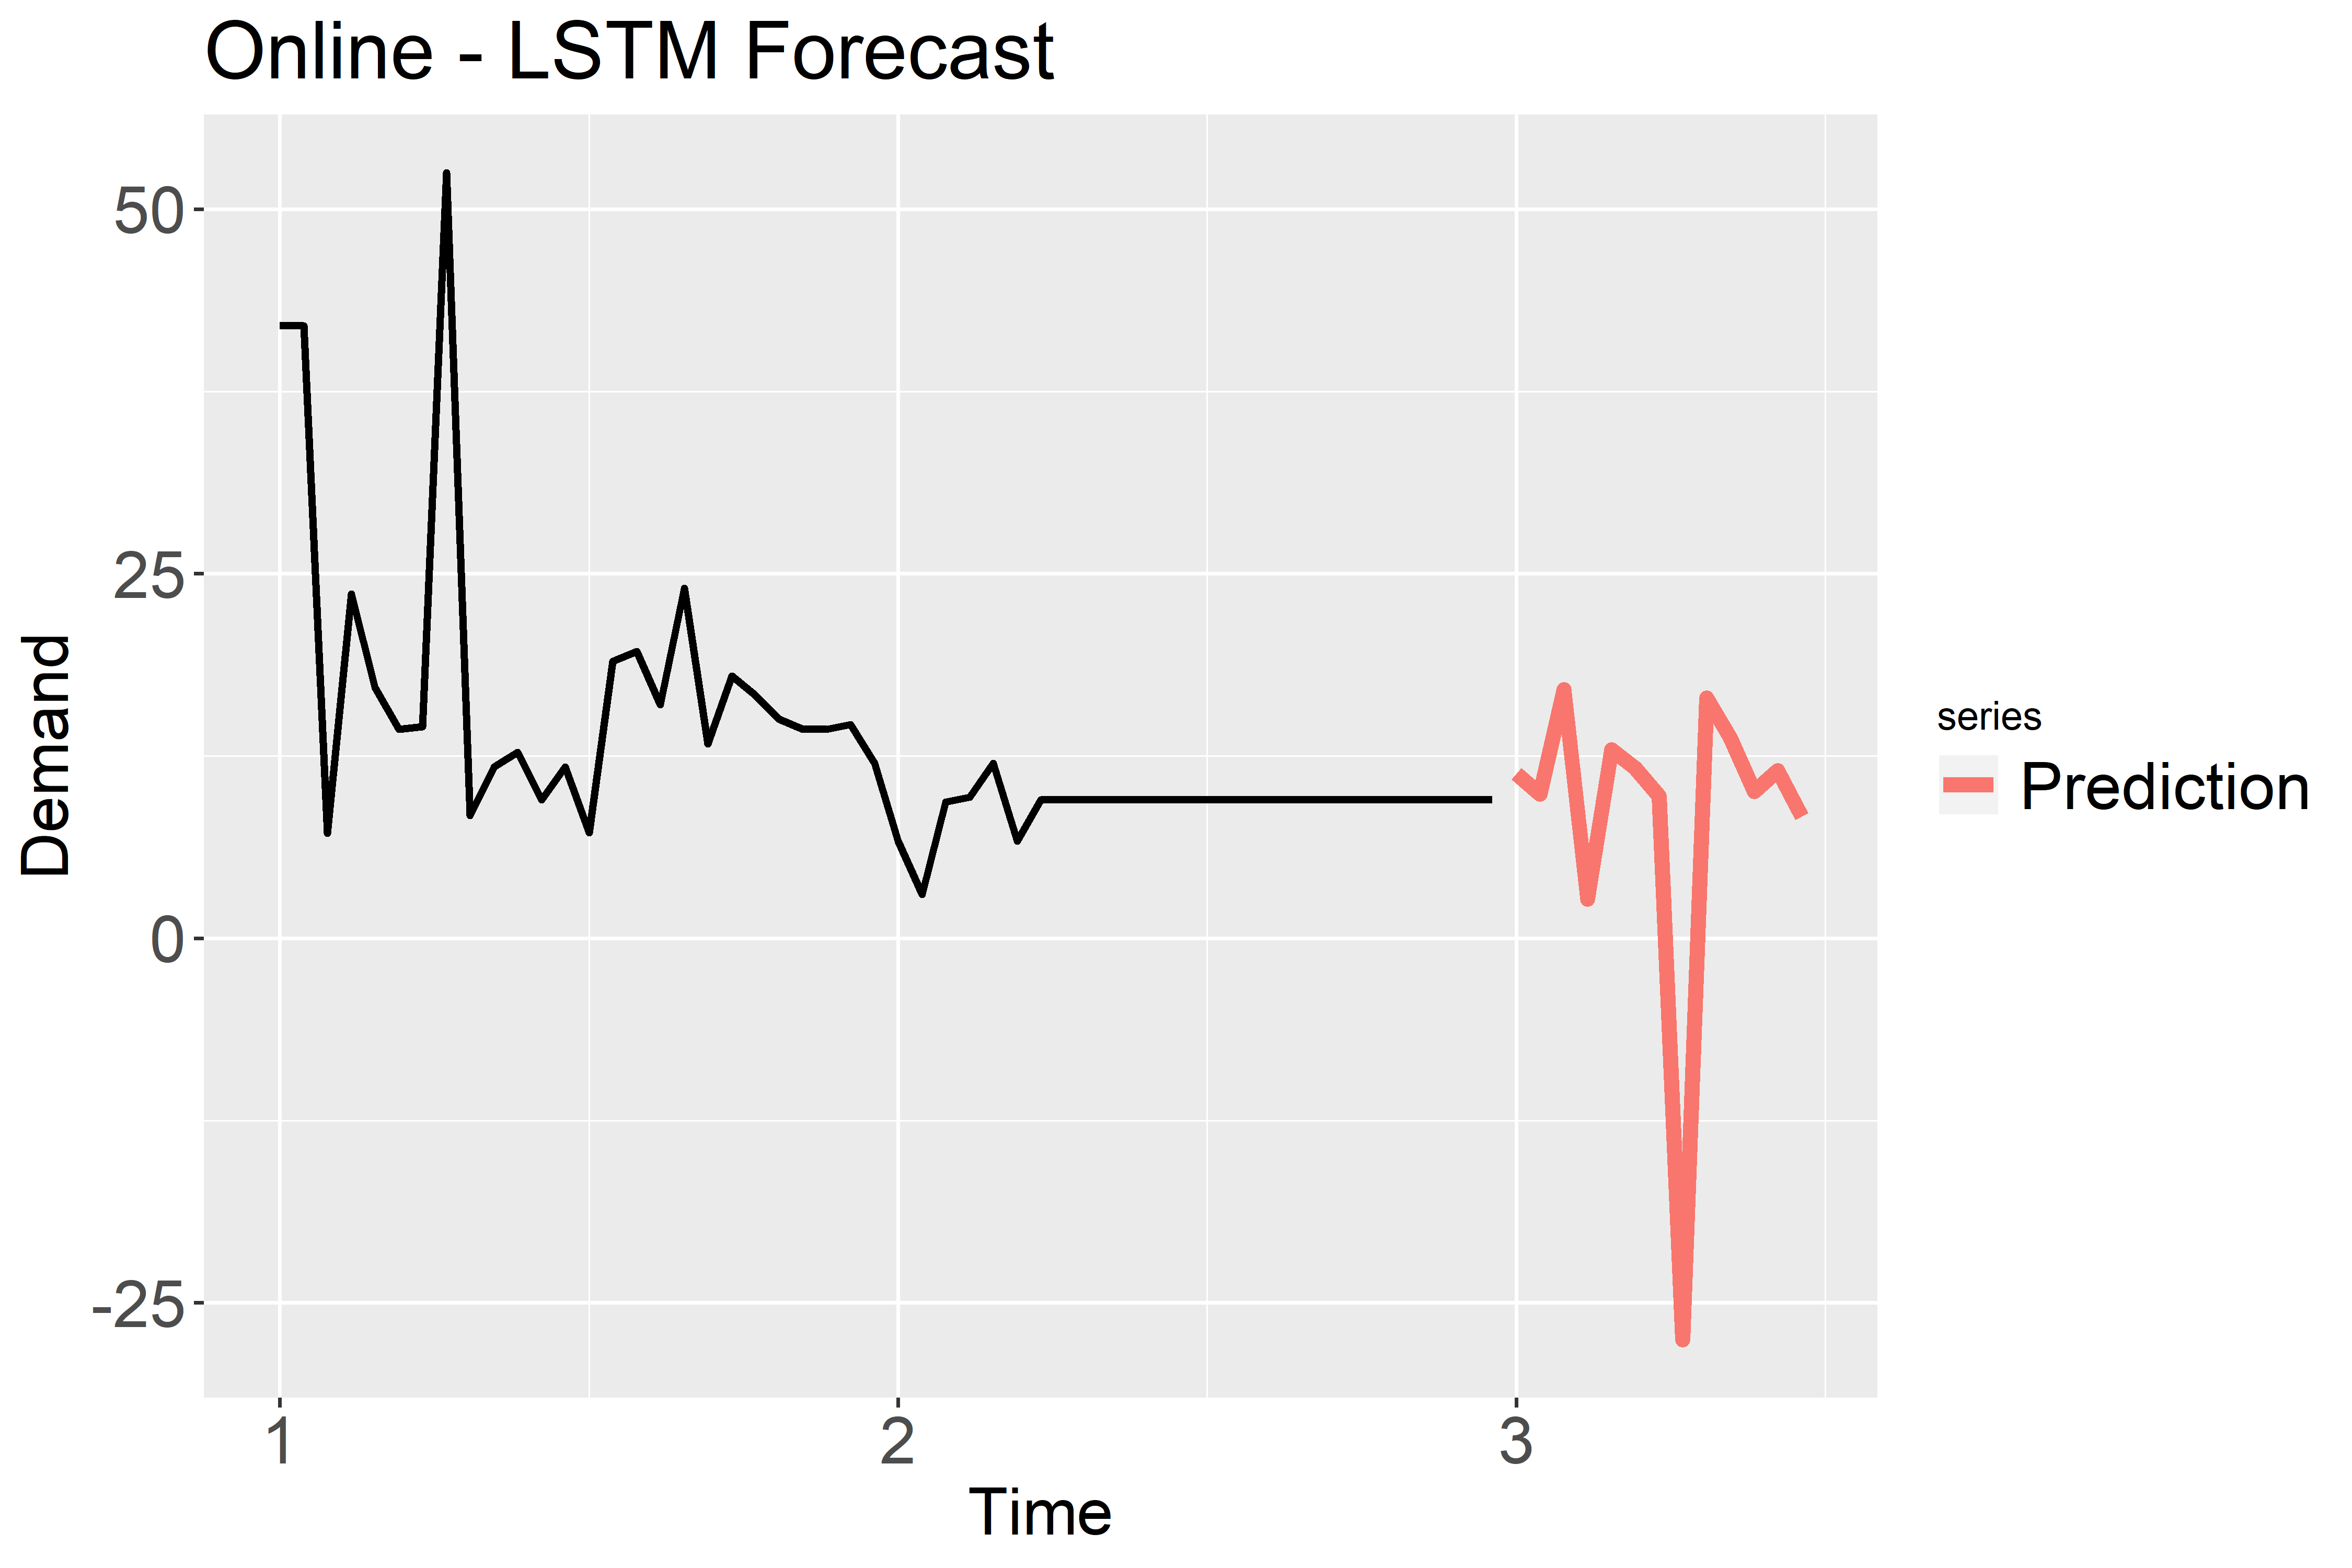 Online - LSTM Forecast
50
25
0
-25
Demand
1 2 3
Time
series
Prediction